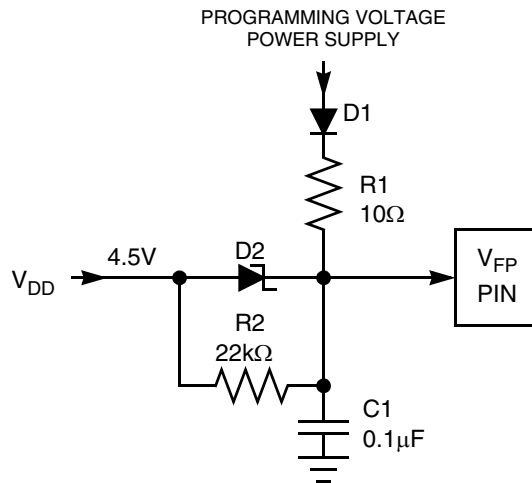 PROGRAMMING VOLTAGE
POWER SUPPLY
D1
R1
10Ω
VDD
4.5V
D2
VFP
PIN
R2
22kΩ
C1
0.1µF